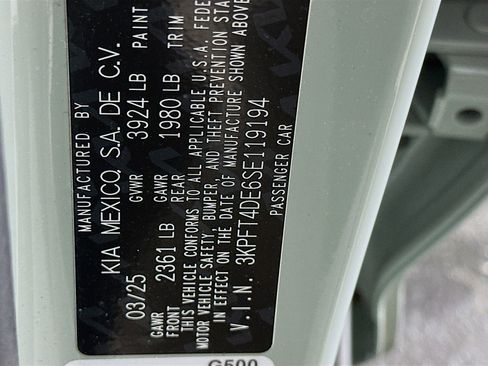 MANUFACTURED BY
KIA MEXICO, S.A. DE C.V.
03/25 GVWR 3924 LB PAINT
GAWR FRONT 2361 LB GAWR REAR 1980 LB TRIM
THIS VEHICLE CONFORMS TO ALL APPLICABLE U.S.A. FEDE
MOTOR VEHICLE SAFETY, BUMPER, AND THEFT PREVENTION STA
IN EFFECT ON THE DATE OF MANUFACTURE SHOWN ABOVE
V.I.N. 3KPFT4DE6SE119194
PASSENGER CAR
G500